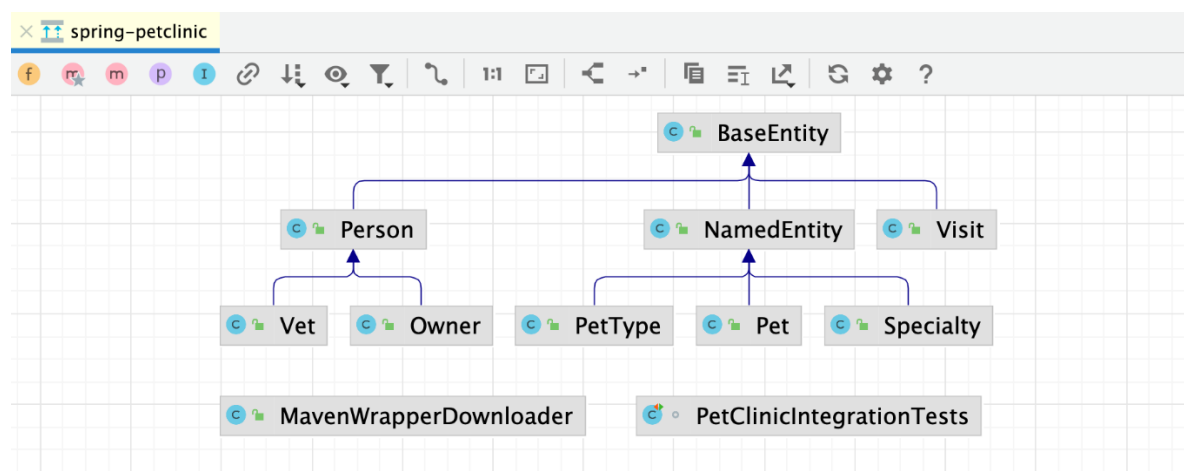 spring-petclinic
f m m p I 1:1 ?
C BaseEntity
C Person C NamedEntity C Visit
C Vet C Owner C PetType C Pet C Specialty
C MavenWrapperDownloader C PetClinicIntegrationTests